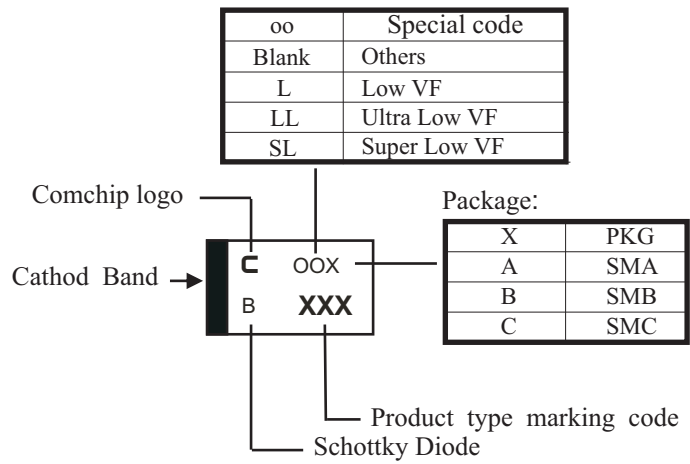 oo Special code
Blank Others
L Low VF
LL Ultra Low VF
SL Super Low VF
Comchip logo
Package:
X PKG
A SMA
B SMB
C SMC
Cathod Band
C OOX
B XXX
Product type marking code
Schottky Diode